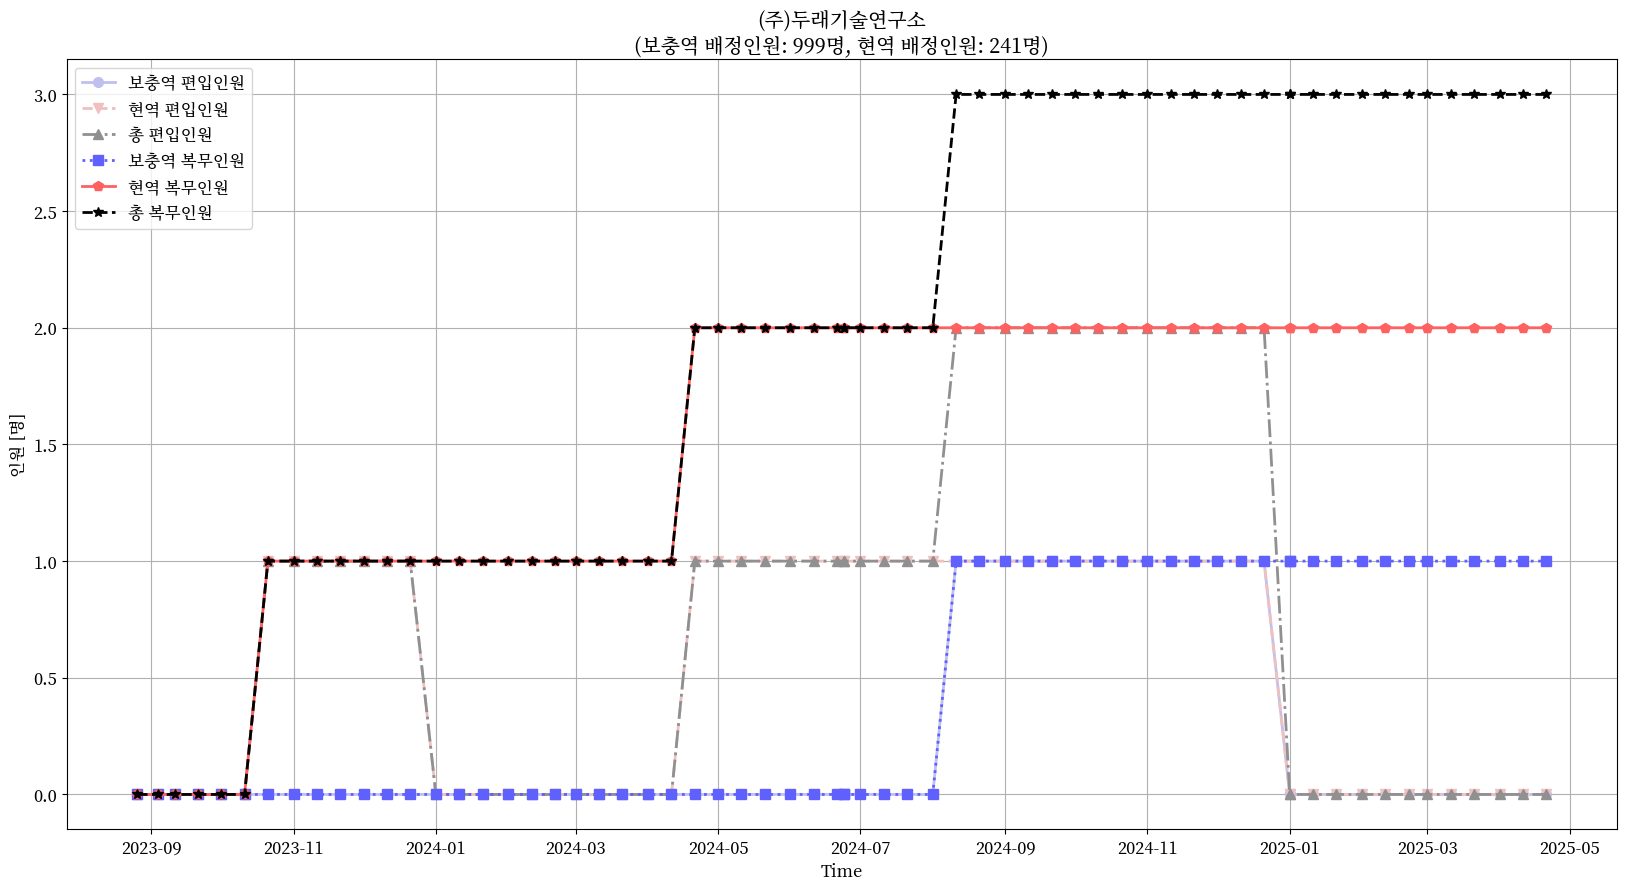 (주)두래기술연구소
(보충역 배정인원: 999명, 현역 배정인원: 241명)
보충역 편입인원
현역 편입인원
총 편입인원
보충역 복무인원
현역 복무인원
총 복무인원
인원 [명]
3.0
2.5
2.0
1.5
1.0
0.5
0.0
2023-09
2023-11
2024-01
2024-03
2024-05
2024-07
2024-09
2024-11
2025-01
2025-03
2025-05
Time